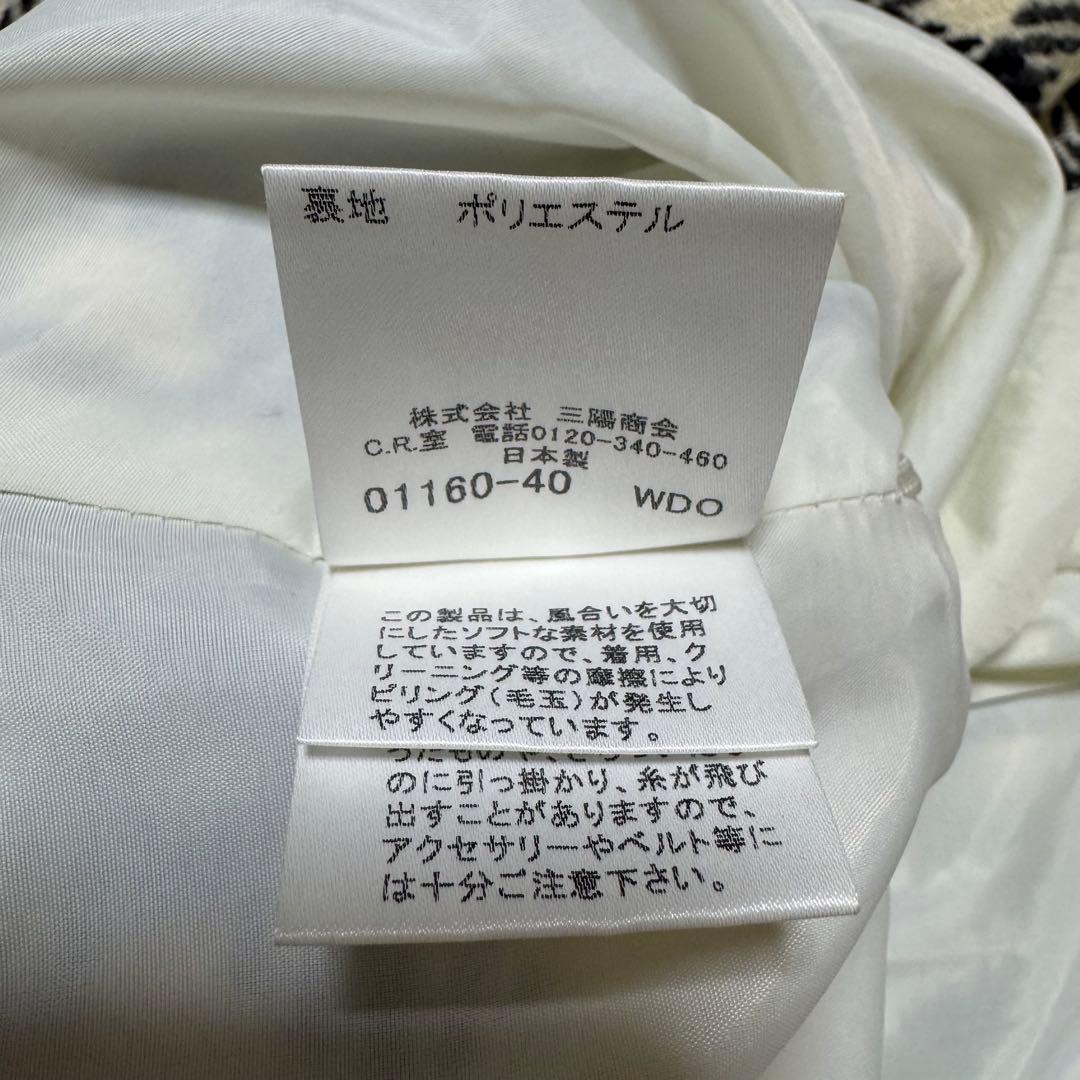 裏地 ポリエステル
株式会社 三陽商会
C.R.室 電話0120-340-460
日本製
01160-40 WDO
この製品は、風合いを大切
にしたソフトな素材を使用
していますので、着用、ク
リーニング等の摩擦により
ピリング(毛玉)が発生し
やすくなっています。
のに引っ掛かり、糸が飛び
出すことがありますので、
アクセサリーやベルト等に
は十分ご注意下さい。